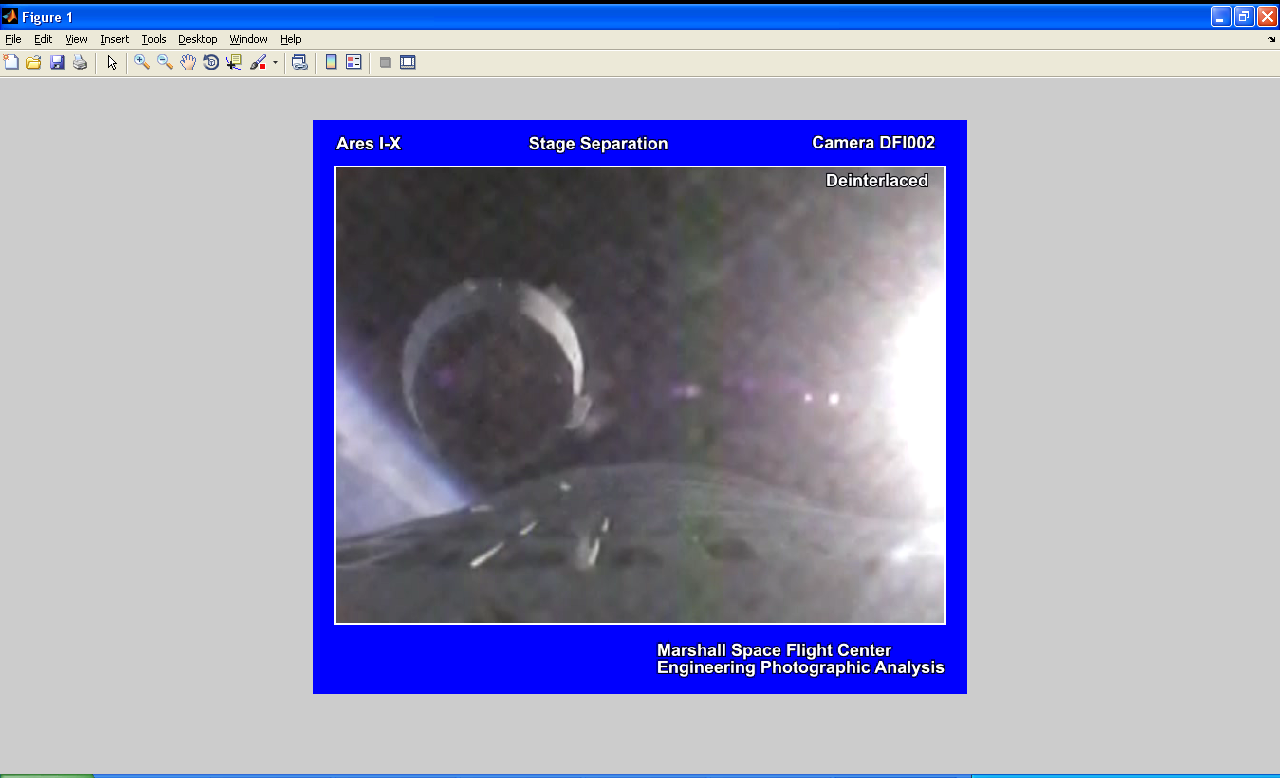 Figure 1
File Edit View Insert Tools Desktop Window Help
Ares I-X Stage Separation Camera DFI002
Deinterlaced
Marshall Space Flight Center
Engineering Photographic Analysis